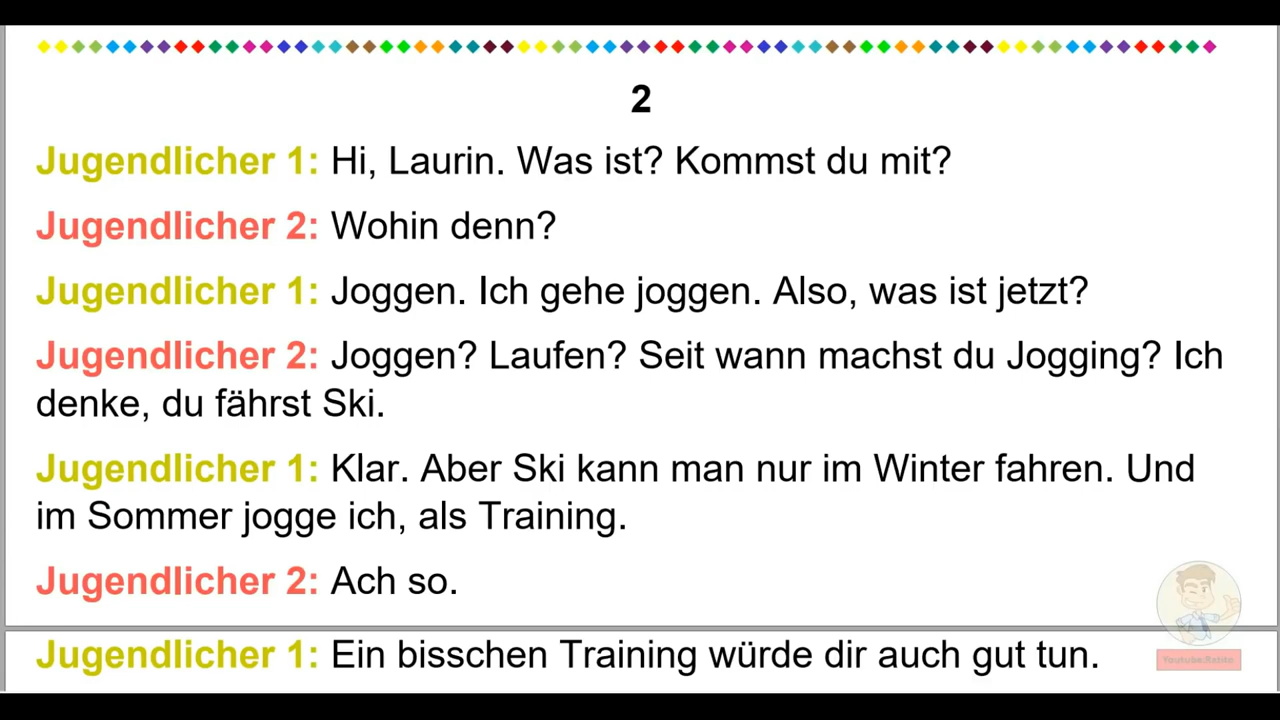 2
Jugendlicher 1: Hi, Laurin. Was ist? Kommst du mit?
Jugendlicher 2: Wohin denn?
Jugendlicher 1: Joggen. Ich gehe joggen. Also, was ist jetzt?
Jugendlicher 2: Joggen? Laufen? Seit wann machst du Jogging? Ich
denke, du fährst Ski.
Jugendlicher 1: Klar. Aber Ski kann man nur im Winter fahren. Und
im Sommer jogge ich, als Training.
Jugendlicher 2: Ach so.
Jugendlicher 1: Ein bisschen Training würde dir auch gut tun.